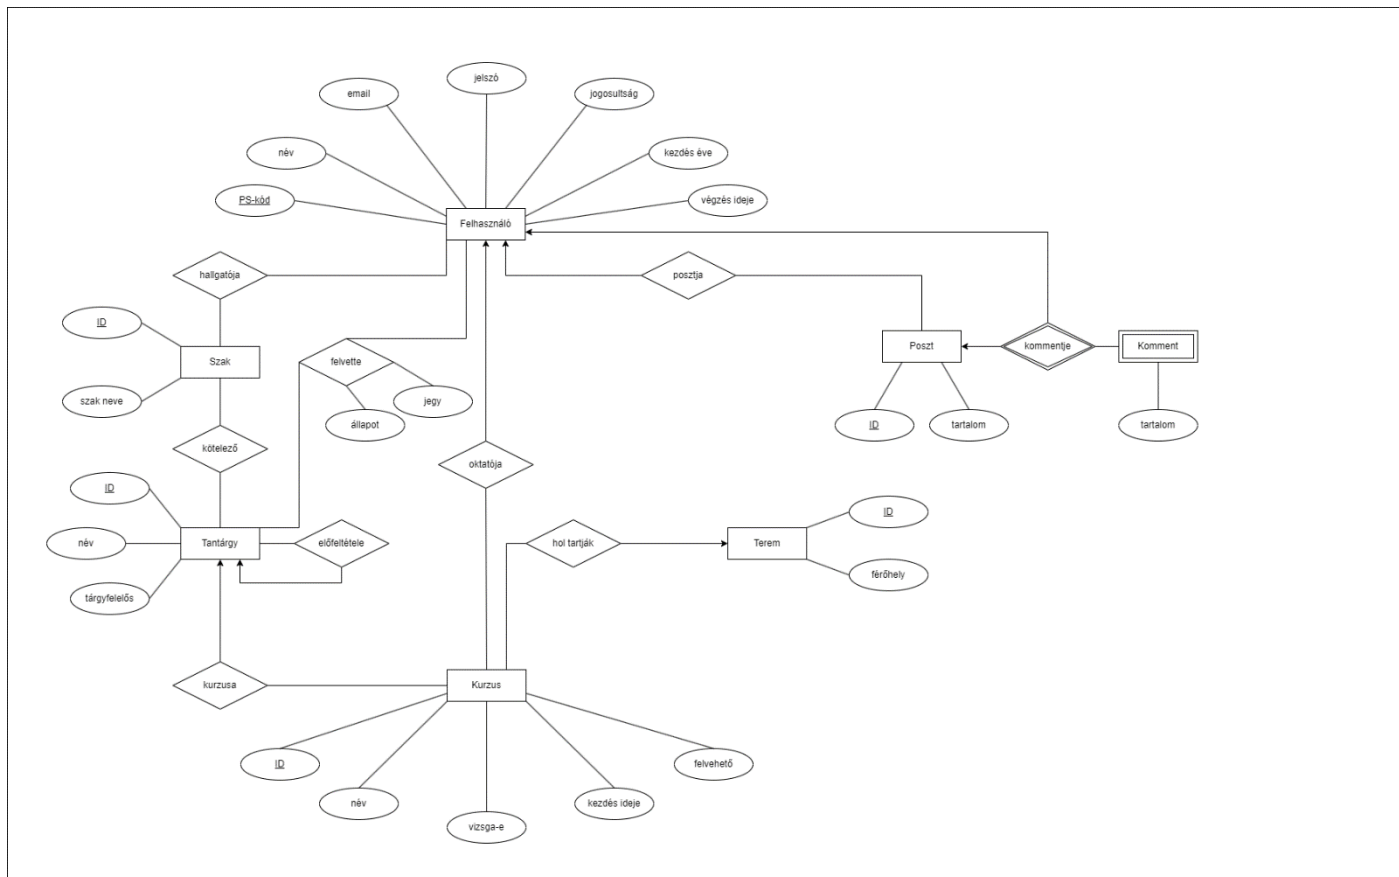 jelszó
email
jogosultság
név
kezdés éve
PS-kód
végzés ideje
Felhasználó
hallgatója
posztja
ID
Szak
felvette
Poszt
kommentje
Komment
szak neve
jegy
állapot
ID
tartalom
tartalom
kötelező
oktatója
ID
ID
név
Tantárgy
előfeltétele
hol tartják
Terem
tárgyfelelős
férőhely
kurzusa
Kurzus
ID
felvehető
név
kezdés ideje
vizsga-e